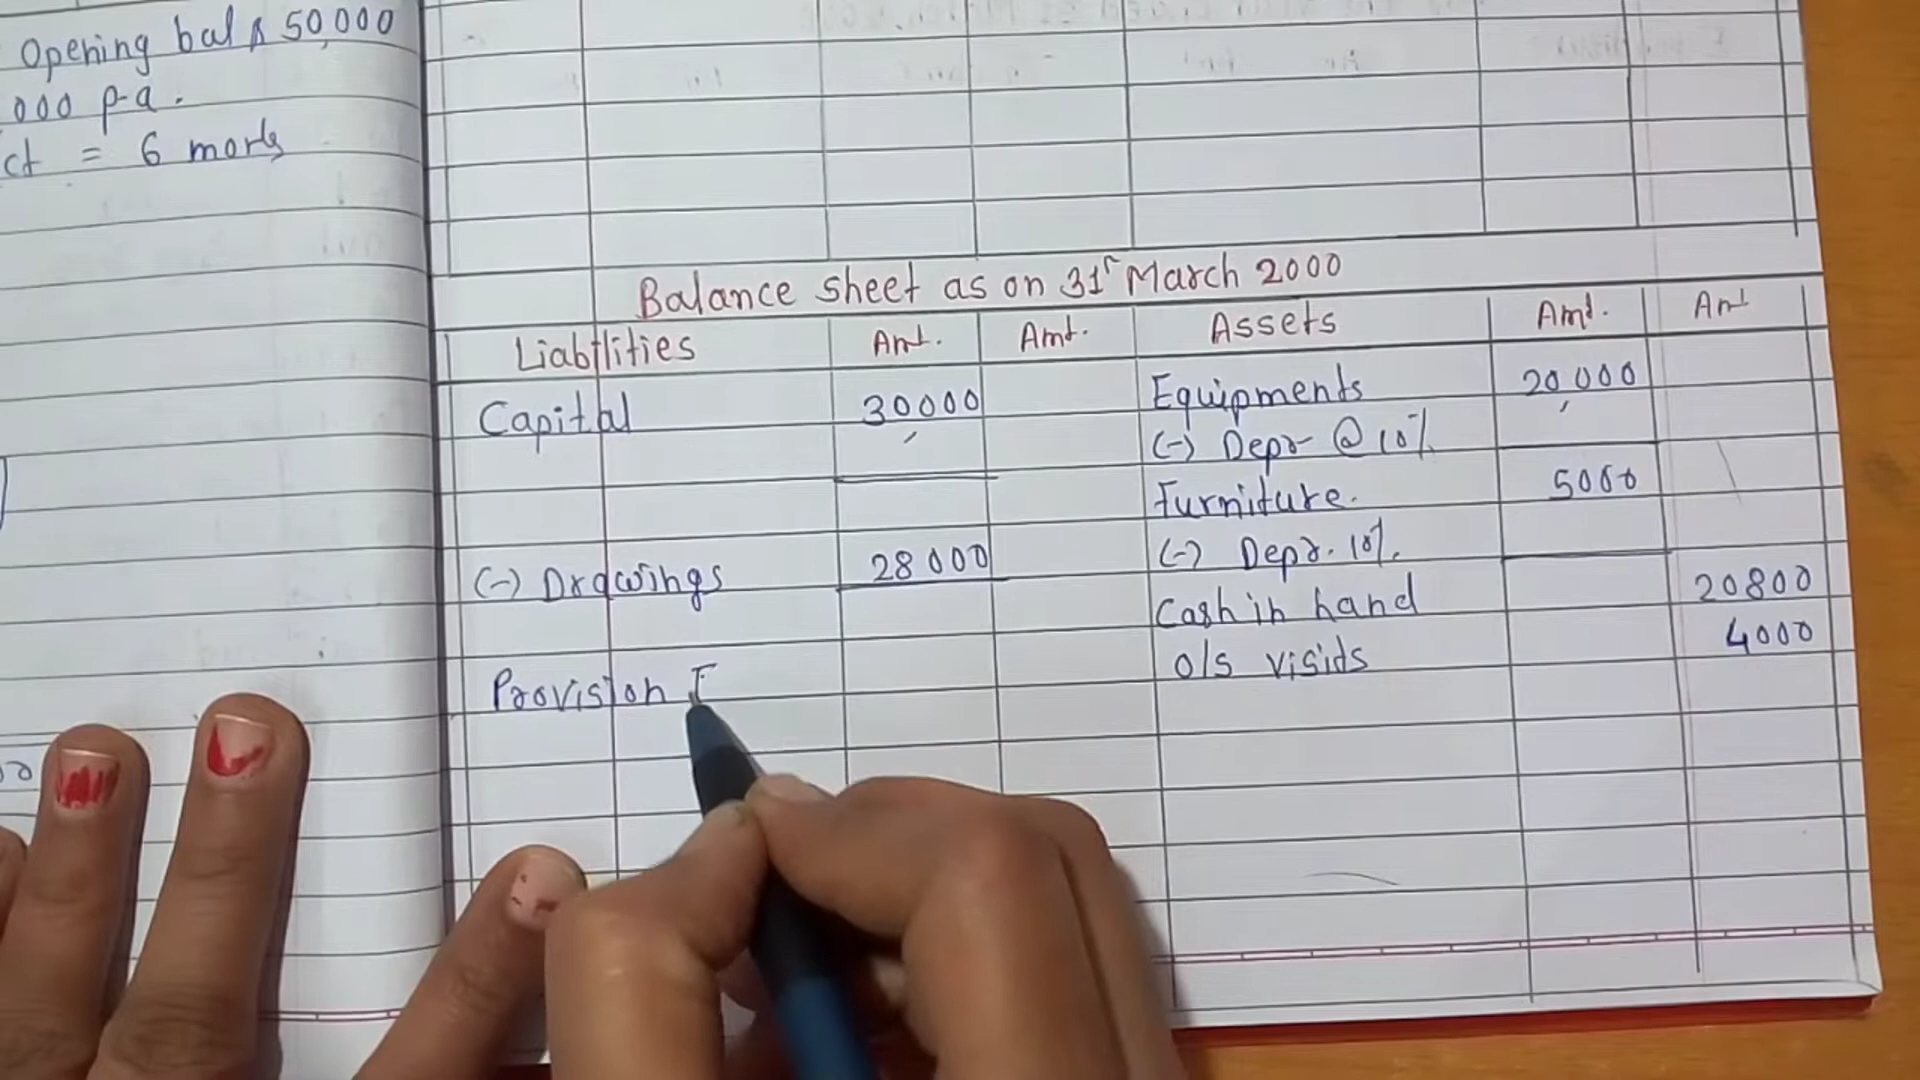 Opening bal ₹ 50,000
000 p.a.
ct = 6 marks
Balance sheet as on 31st March 2000
Liabilities Amt. Amt. Assets Amt. Amt
Capital 30000 Equipments 20,000
(-) Depr @ 10%
Furniture. 5000
(-) Drawings 28000 (-) Depr. 10%.
Cash in hand 20800
Provision F O/S visits 4000